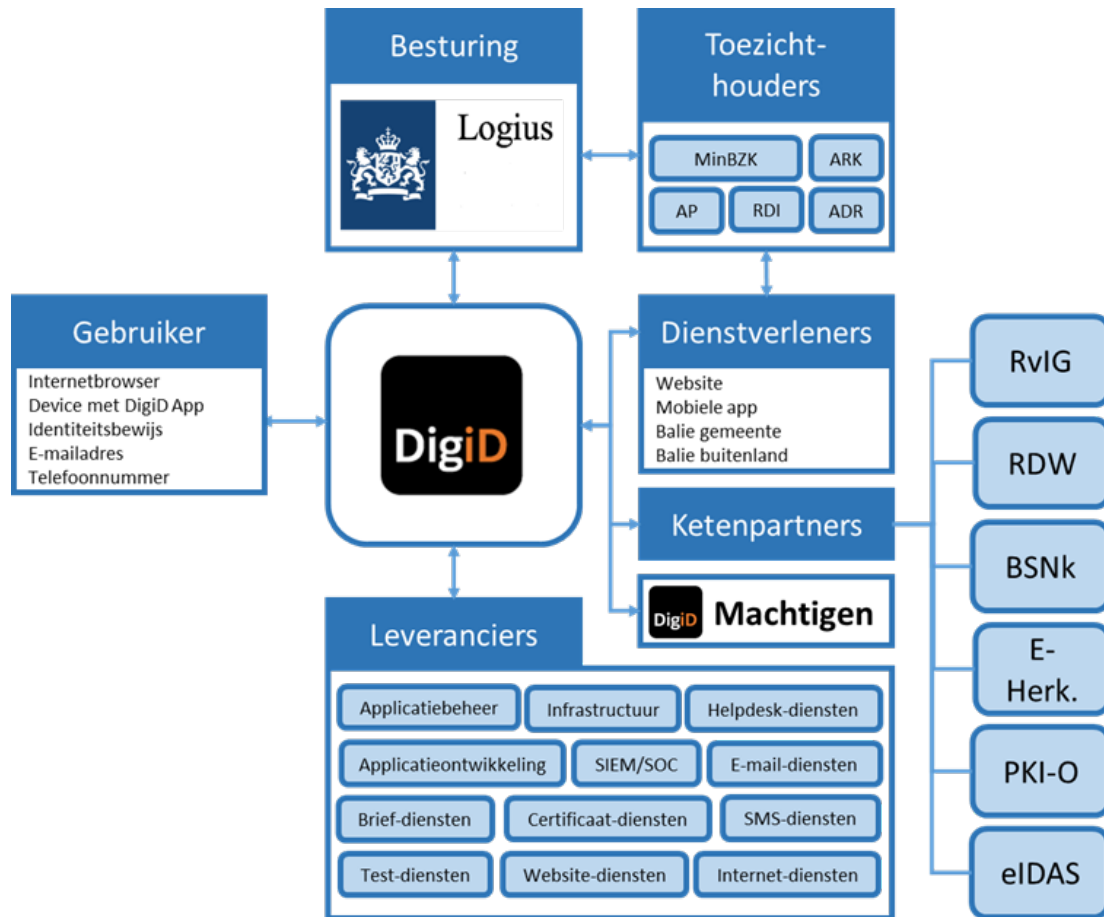 Besturing
Logius
Toezicht-
houders
MinBZK
ARK
AP
RDI
ADR
Gebruiker
Internetbrowser
Device met DigiD App
Identiteitsbewijs
E-mailadres
Telefoonnummer
DigiD
Dienstverleners
Website
Mobiele app
Balie gemeente
Balie buitenland
Ketenpartners
DigiD Machtigen
RvIG
RDW
BSNk
E-
Herk.
PKI-O
eIDAS
Leveranciers
Applicatiebeheer
Infrastructuur
Helpdesk-diensten
Applicatieontwikkeling
SIEM/SOC
E-mail-diensten
Brief-diensten
Certificaat-diensten
SMS-diensten
Test-diensten
Website-diensten
Internet-diensten